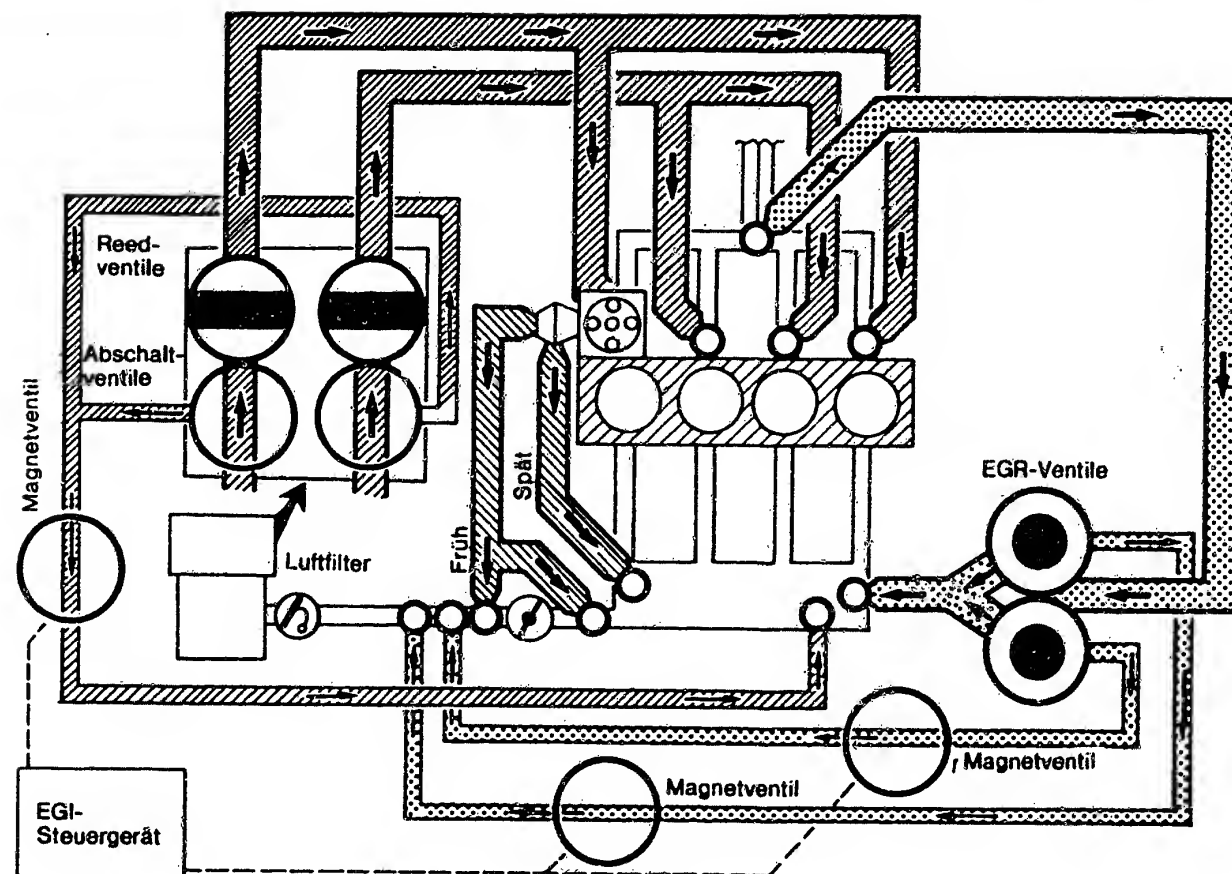 Reed-
ventile
Abschalt-
ventile
Magnetventil
Luftfilter
Früh
Spät
EGR-Ventile
Magnetventil
Magnetventil
EGI-
Steuergerät